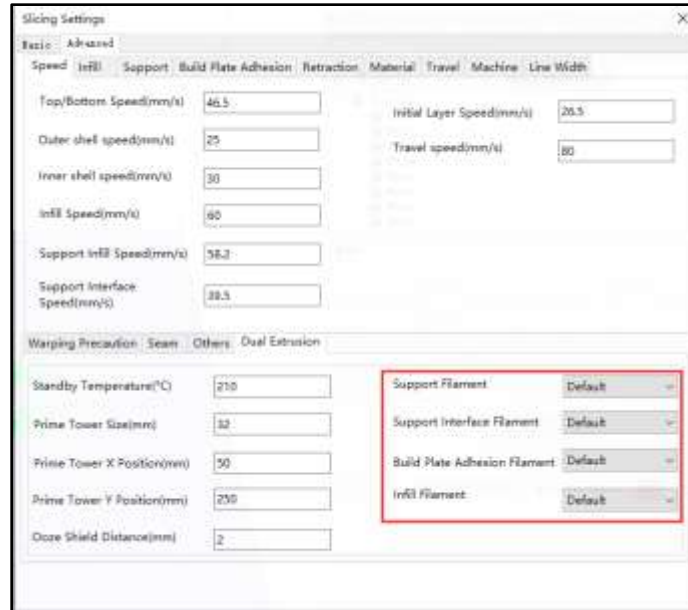 Slicing Settings
Basic Advanced
Speed Infill Support Build Plate Adhesion Retraction Material Travel Machine Line Width
Top/Bottom Speed(mm/s) 46.5
Initial Layer Speed(mm/s) 26.5
Outer shell speed(mm/s) 25
Travel speed(mm/s) 80
Inner shell speed(mm/s) 30
Infill Speed(mm/s) 60
Support Infill Speed(mm/s) 58.2
Support Interface
Speed(mm/s) 39.5
Warping Precaution Seam Others Dual Extrusion
Standby Temperature(°C) 210
Support Filament Default
Prime Tower Size(mm) 32
Support Interface Filament Default
Prime Tower X Position(mm) 50
Build Plate Adhesion Filament Default
Prime Tower Y Position(mm) 250
Infill Filament Default
Ooze Shield Distance(mm) 2